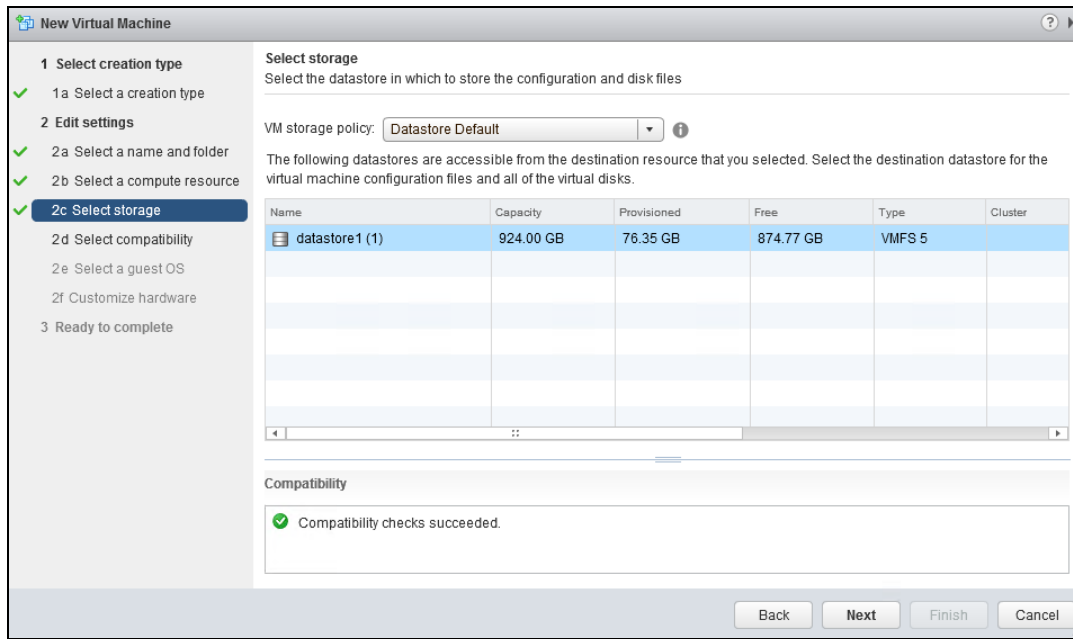 New Virtual Machine
?
1 Select creation type
1a Select a creation type
2 Edit settings
2a Select a name and folder
2b Select a compute resource
2c Select storage
2d Select compatibility
2e Select a guest OS
2f Customize hardware
3 Ready to complete
Select storage
Select the datastore in which to store the configuration and disk files
VM storage policy: Datastore Default
The following datastores are accessible from the destination resource that you selected. Select the destination datastore for the
virtual machine configuration files and all of the virtual disks.
Name Capacity Provisioned Free Type Cluster
datastore1 (1) 924.00 GB 76.35 GB 874.77 GB VMFS 5
Compatibility
Compatibility checks succeeded.
Back Next Finish Cancel